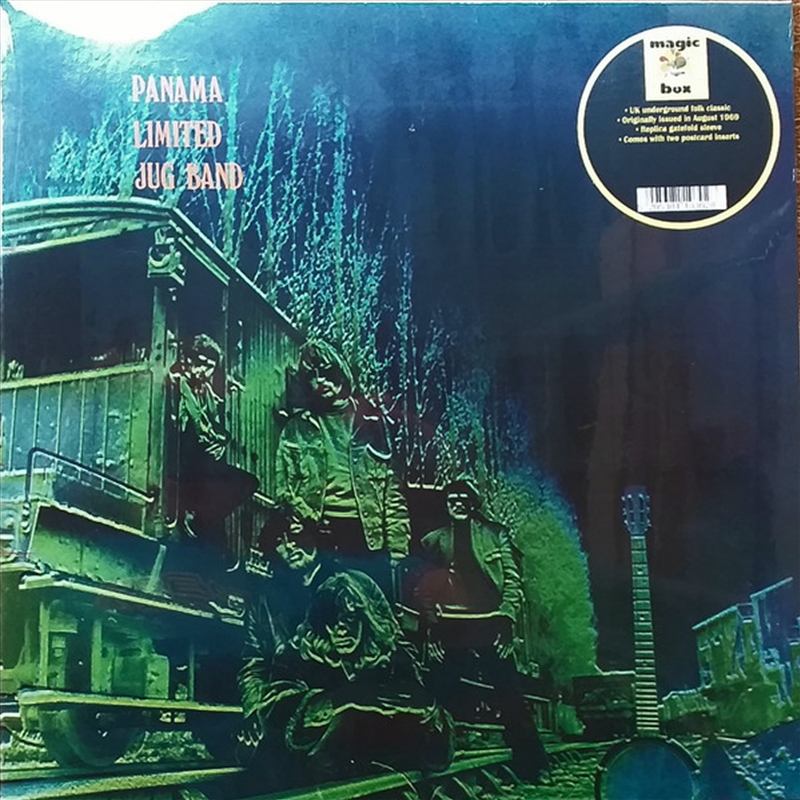 PANAMA
LIMITED
JUG BAND
magic
box
• UK underground folk classic
• Originally issued in August 1969
• Replica gatefold sleeve
• Comes with two postcard inserts